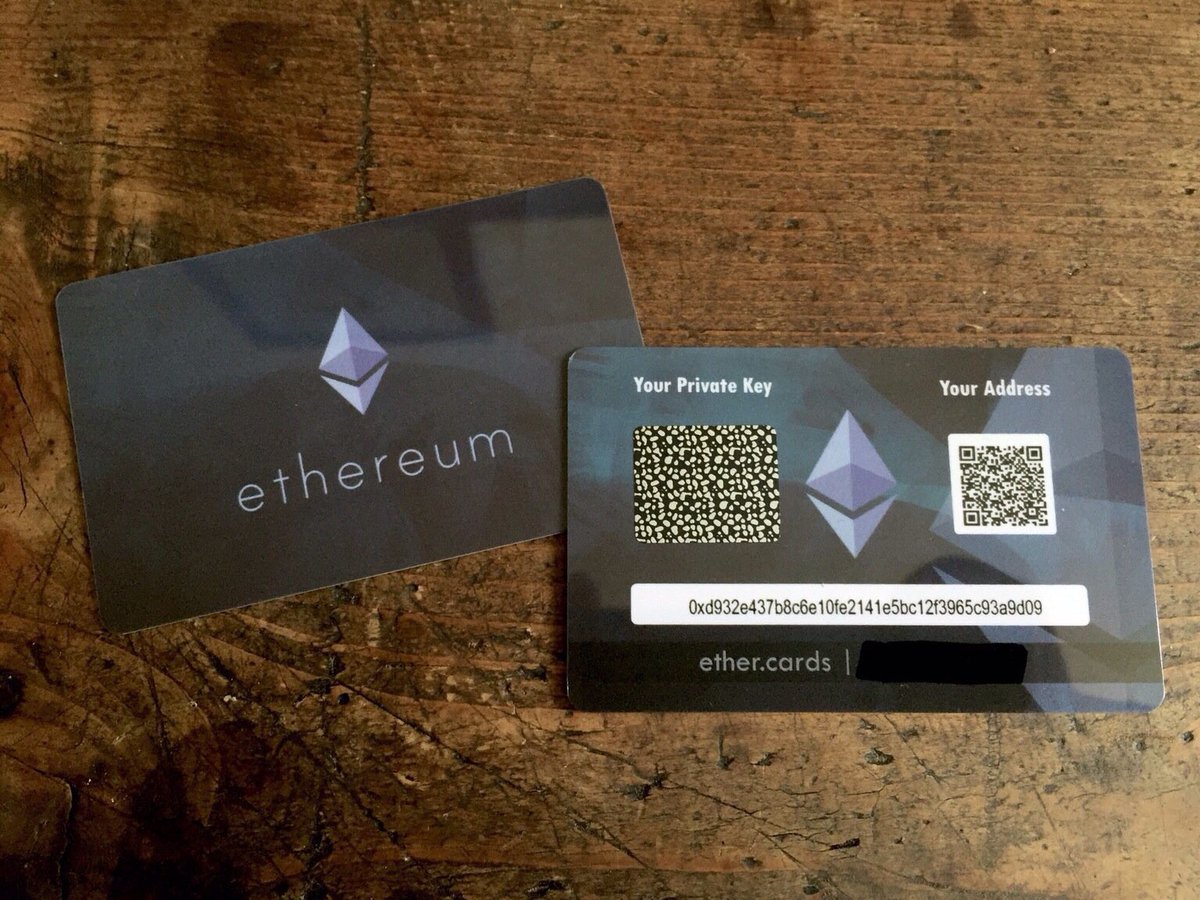 ethereum
Your Private Key
Your Address
0xd932e437b8c6e10fe2141e5bc12f3965c93a9d09
ether.cards |